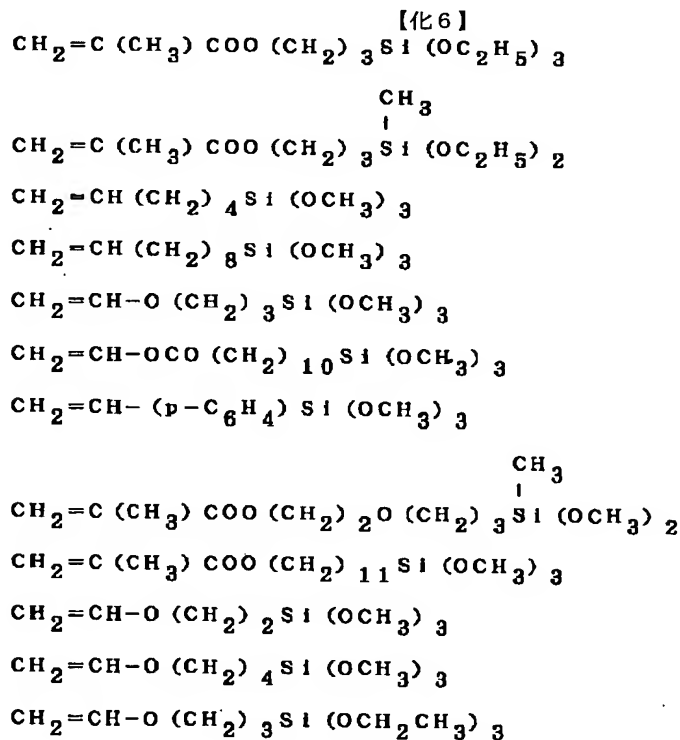 【化6】
CH₂=C(CH₃)COO(CH₂)₃Si(OC₂H₅)₃
CH₃
CH₂=C(CH₃)COO(CH₂)₃Si(OC₂H₅)₂
CH₂=CH(CH₂)₄Si(OCH₃)₃
CH₂=CH(CH₂)₈Si(OCH₃)₃
CH₂=CH-O(CH₂)₃Si(OCH₃)₃
CH₂=CH-OCO(CH₂)₁₀Si(OCH₃)₃
CH₂=CH-(p-C₆H₄)Si(OCH₃)₃
CH₃
CH₂=C(CH₃)COO(CH₂)₂O(CH₂)₃Si(OCH₃)₂
CH₂=C(CH₃)COO(CH₂)₁₁Si(OCH₃)₃
CH₂=CH-O(CH₂)₂Si(OCH₃)₃
CH₂=CH-O(CH₂)₄Si(OCH₃)₃
CH₂=CH-O(CH₂)₃Si(OCH₂CH₃)₃